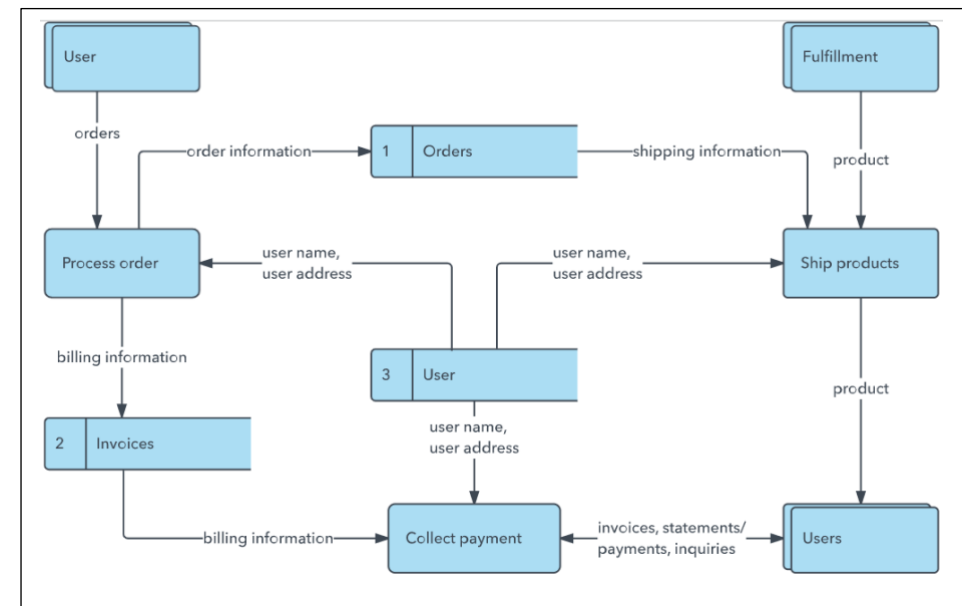 User
Fulfillment
orders
order information
1
Orders
shipping information
product
Process order
user name,
user address
user name,
user address
Ship products
billing information
3
User
product
2
Invoices
user name,
user address
billing information
Collect payment
invoices, statements/
payments, inquiries
Users